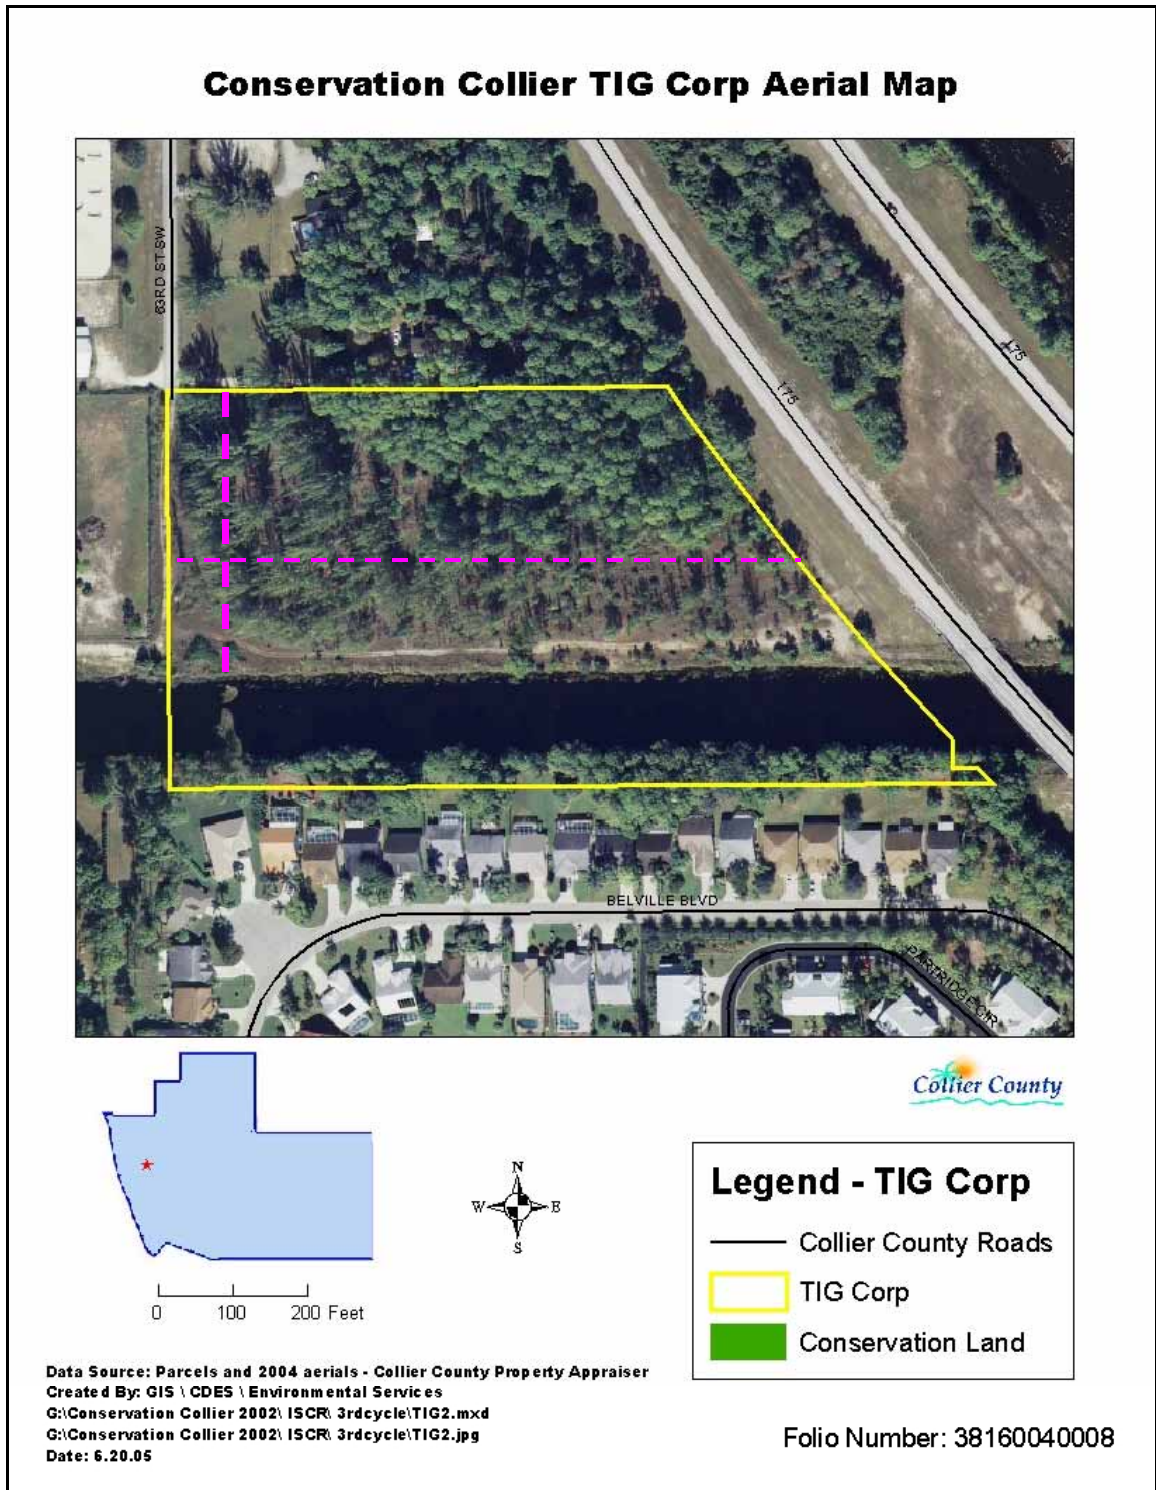 Conservation Collier TIG Corp Aerial Map
63RD ST SW
I-75
I-75
BELVILLE BLVD
PARTRIDGE CIR
Collier County
N
W E
S
0 100 200 Feet
Legend - TIG Corp
Collier County Roads
TIG Corp
Conservation Land
Data Source: Parcels and 2004 aerials - Collier County Property Appraiser
Created By: GIS \ CDES \ Environmental Services
G:\Conservation Collier 2002\ ISCR\ 3rdcycle\TIG2.mxd
G:\Conservation Collier 2002\ ISCR\ 3rdcycle\TIG2.jpg
Date: 6.20.05
Folio Number: 38160040008